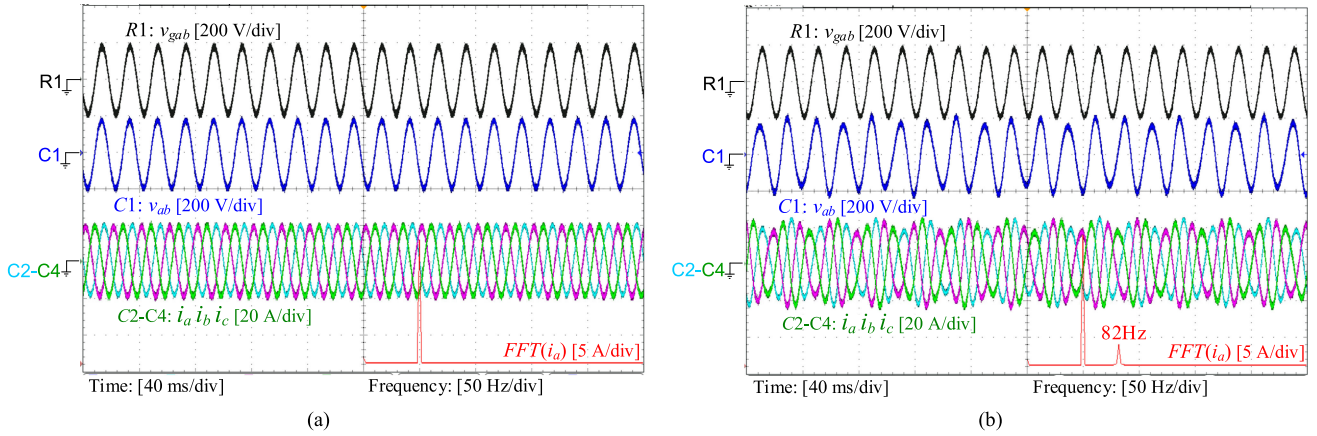 R1: vgab [200 V/div]
R1
C1: vab [200 V/div]
C1
C2-C4
C2-C4: ia ib ic [20 A/div]
FFT(ia) [5 A/div]
Time: [40 ms/div]
Frequency: [50 Hz/div]
(a)
R1: vgab [200 V/div]
R1
C1
C1: vab [200 V/div]
C2-C4
C2-C4: ia ib ic [20 A/div]
82Hz
FFT(ia) [5 A/div]
Time: [40 ms/div]
Frequency: [50 Hz/div]
(b)